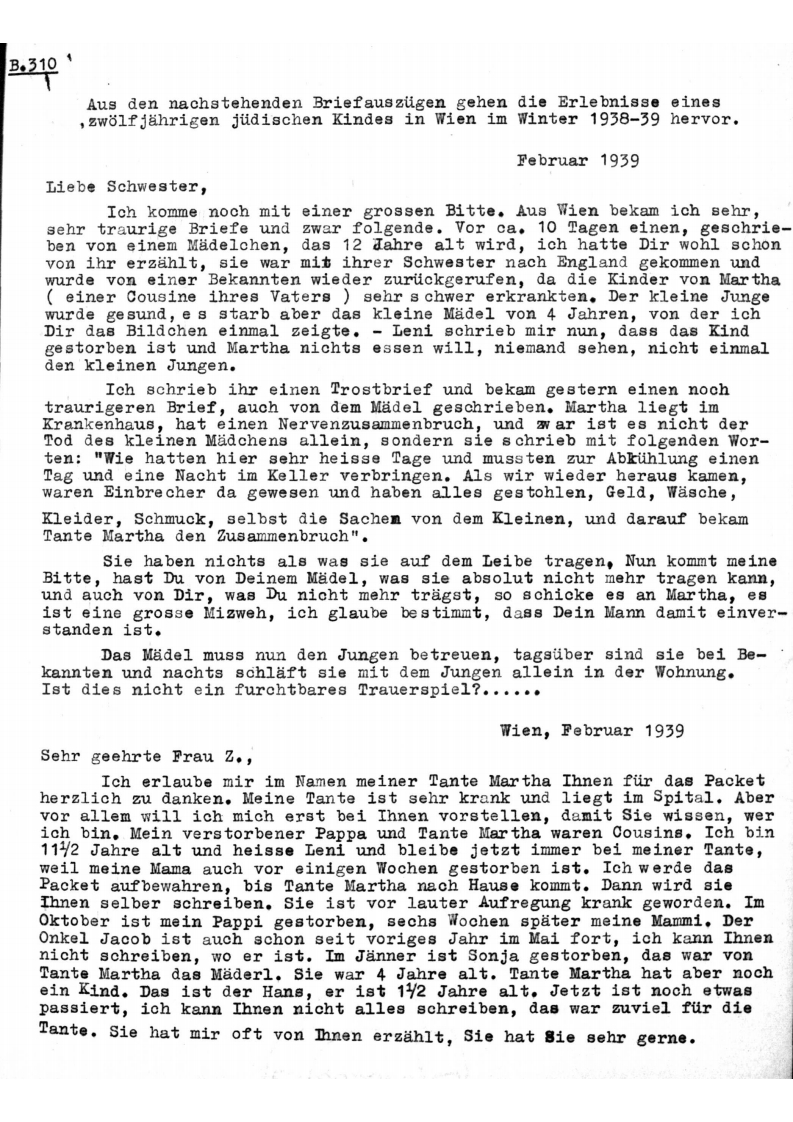 B.310
Aus den nachstehenden Briefauszügen gehen die Erlebnisse eines
zwölfjährigen jüdischen Kindes in Wien im Winter 1938-39 hervor.
Februar 1939
Liebe Schwester,
Ich komme noch mit einer grossen Bitte. Aus Wien bekam ich sehr,
sehr traurige Briefe und zwar folgende. Vor ca. 10 Tagen einen, geschrie-
ben von einem Mädelchen, das 12 Jahre alt wird, ich hatte Dir wohl schon
von ihr erzählt, sie war mit ihrer Schwester nach England gekommen und
wurde von einer Bekannten wieder zurückgerufen, da die Kinder von Martha
( einer Cousine ihres Vaters ) sehr schwer erkrankten. Der kleine Junge
wurde gesund, es starb aber das kleine Mädel von 4 Jahren, von der ich
Dir das Bildchen einmal zeigte. - Leni schrieb mir nun, dass das Kind
gestorben ist und Martha nichts essen will, niemand sehen, nicht einmal
den kleinen Jungen.
Ich schrieb ihr einen Trostbrief und bekam gestern einen noch
traurigeren Brief, auch von dem Mädel geschrieben. Martha liegt im
Krankenhaus, hat einen Nervenzusammenbruch, und zwar ist es nicht der
Tod des kleinen Mädchens allein, sondern sie schrieb mit folgenden Wor-
ten: "Wie hatten hier sehr heisse Tage und mussten zur Abkühlung einen
Tag und eine Nacht im Keller verbringen. Als wir wieder heraus kamen,
waren Einbrecher da gewesen und haben alles gestohlen, Geld, Wäsche,
Kleider, Schmuck, selbst die Sachen von dem Kleinen, und darauf bekam
Tante Martha den Zusammenbruch".
Sie haben nichts als was sie auf dem Leibe tragen. Nun kommt meine
Bitte, hast Du von Deinem Mädel, was sie absolut nicht mehr tragen kann,
und auch von Dir, was Du nicht mehr trägst, so schicke es an Martha, es
ist eine grosse Mizweh, ich glaube bestimmt, dass Dein Mann damit einver-
standen ist.
Das Mädel muss nun den Jungen betreuen, tagsüber sind sie bei Be-
kannten und nachts schläft sie mit dem Jungen allein in der Wohnung.
Ist dies nicht ein furchtbares Trauerspiel?......
Wien, Februar 1939
Sehr geehrte Frau Z.,
Ich erlaube mir im Namen meiner Tante Martha Ihnen für das Packet
herzlich zu danken. Meine Tante ist sehr krank und liegt im Spital. Aber
vor allem will ich mich erst bei Ihnen vorstellen, damit Sie wissen, wer
ich bin. Mein verstorbener Pappa und Tante Martha waren Cousins. Ich bin
11½ Jahre alt und heisse Leni und bleibe jetzt immer bei meiner Tante,
weil meine Mama auch vor einigen Wochen gestorben ist. Ich werde das
Packet aufbewahren, bis Tante Martha nach Hause kommt. Dann wird sie
Ihnen selber schreiben. Sie ist vor lauter Aufregung krank geworden. Im
Oktober ist mein Pappi gestorben, sechs Wochen später meine Mammi. Der
Onkel Jacob ist auch schon seit voriges Jahr im Mai fort, ich kann Ihnen
nicht schreiben, wo er ist. Im Jänner ist Sonja gestorben, das war von
Tante Martha das Mäderl. Sie war 4 Jahre alt. Tante Martha hat aber noch
ein Kind. Das ist der Hans, er ist 1½ Jahre alt. Jetzt ist noch etwas
passiert, ich kann Ihnen nicht alles schreiben, das war zuviel für die
Tante. Sie hat mir oft von Ihnen erzählt, Sie hat Sie sehr gerne.